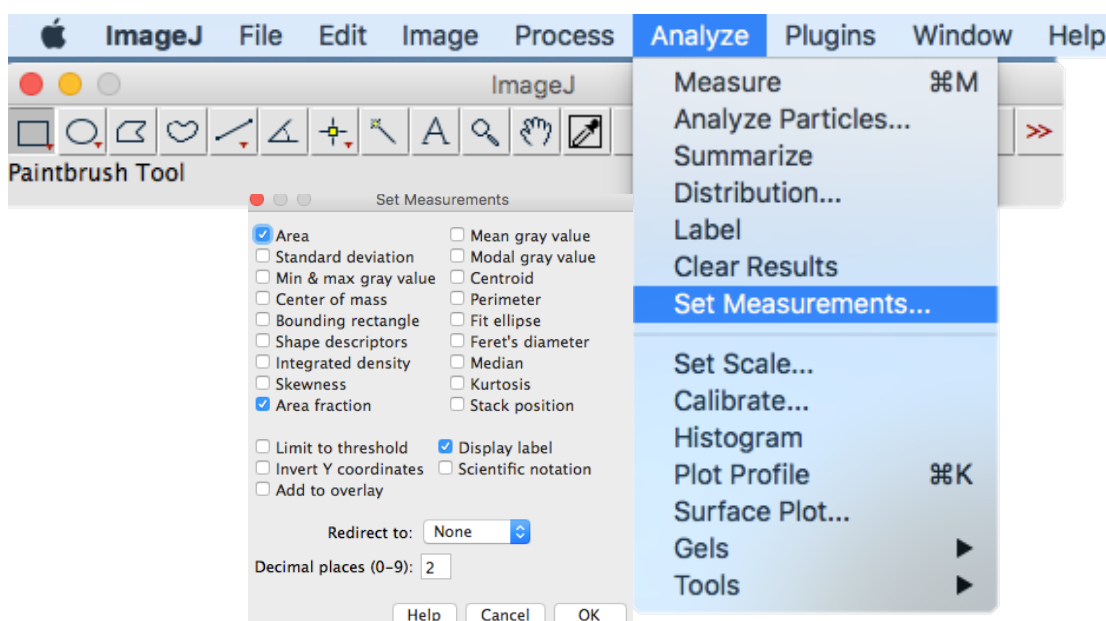 ImageJ File Edit Image Process Analyze Plugins Window Help
ImageJ
A
Paintbrush Tool
Measure ⌘M
Analyze Particles...
Summarize
Distribution...
Label
Clear Results
Set Measurements...
Set Scale...
Calibrate...
Histogram
Plot Profile ⌘K
Surface Plot...
Gels
Tools
Set Measurements
Area Mean gray value
Standard deviation Modal gray value
Min & max gray value Centroid
Center of mass Perimeter
Bounding rectangle Fit ellipse
Shape descriptors Feret's diameter
Integrated density Median
Skewness Kurtosis
Area fraction Stack position
Limit to threshold Display label
Invert Y coordinates Scientific notation
Add to overlay
Redirect to: None
Decimal places (0-9): 2
Help Cancel OK